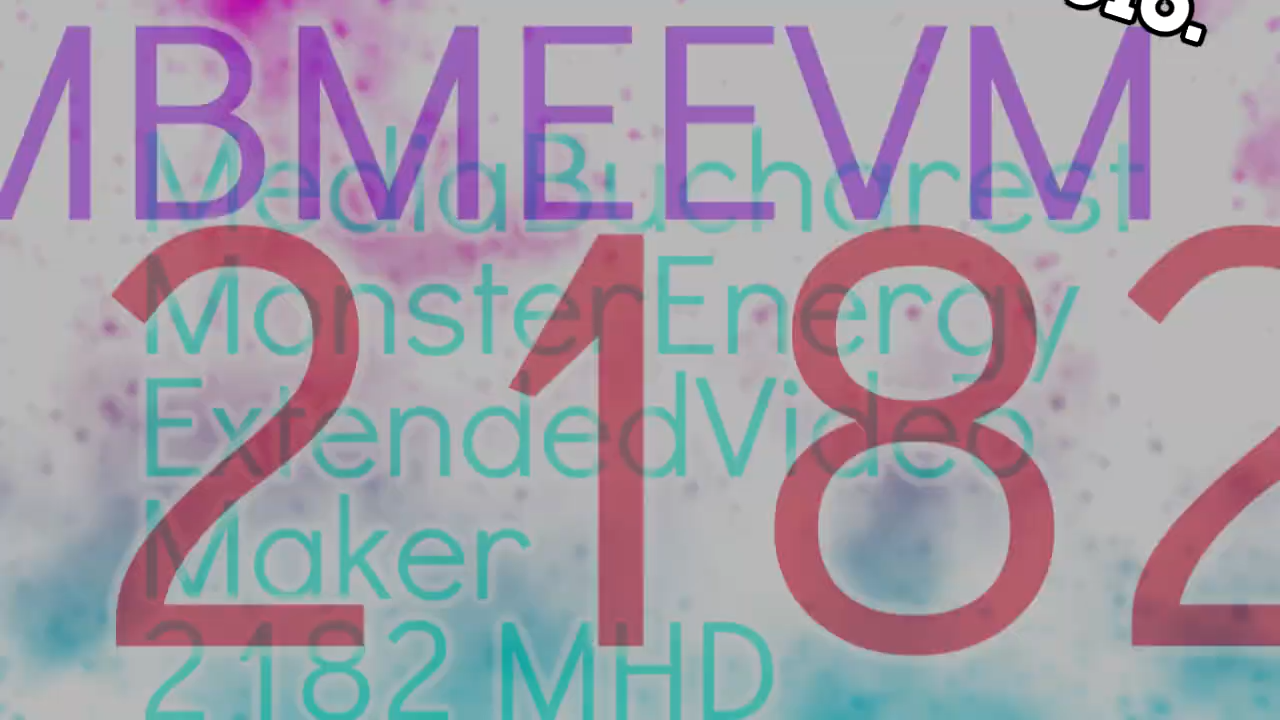 MBMEEVM
MediaBucharest
2182
MonsterEnergy
ExtendedVideo
Maker
2182 MHD